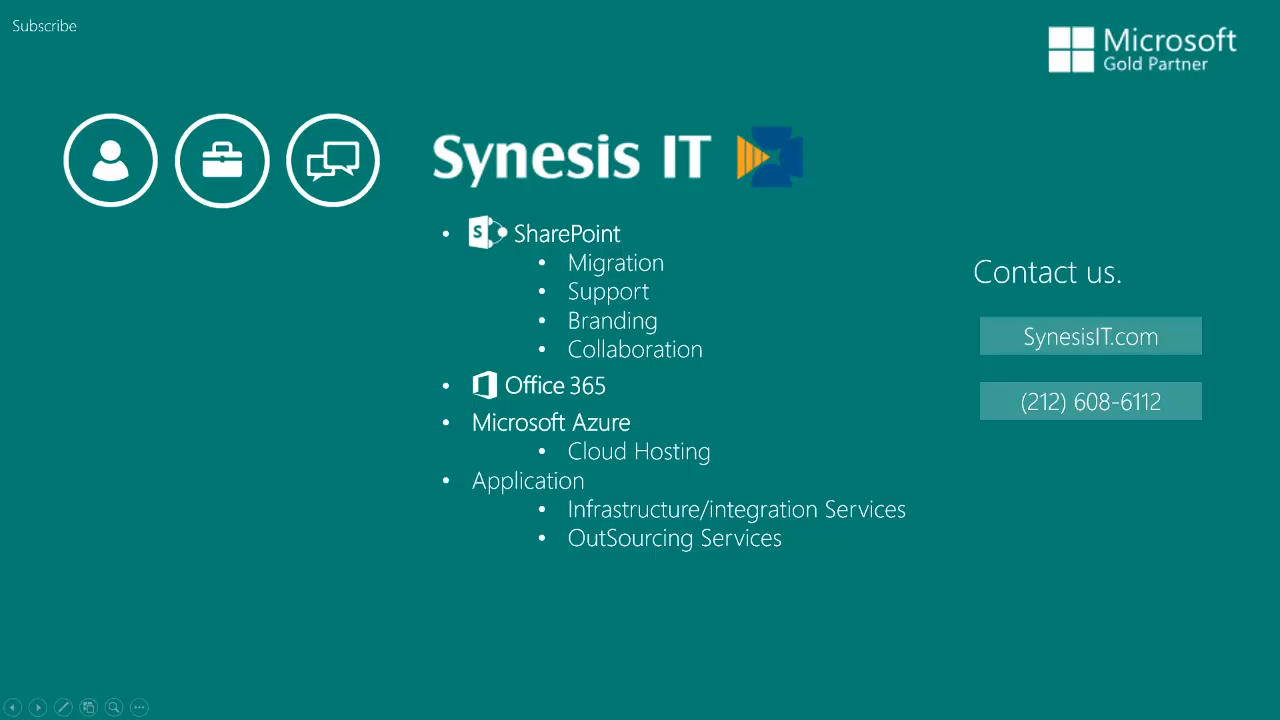 Subscribe
Microsoft
Gold Partner
Synesis IT
• S SharePoint
• Migration
• Support
• Branding
• Collaboration
• Office 365
• Microsoft Azure
• Cloud Hosting
• Application
• Infrastructure/integration Services
• OutSourcing Services
Contact us.
SynesisIT.com
(212) 608-6112